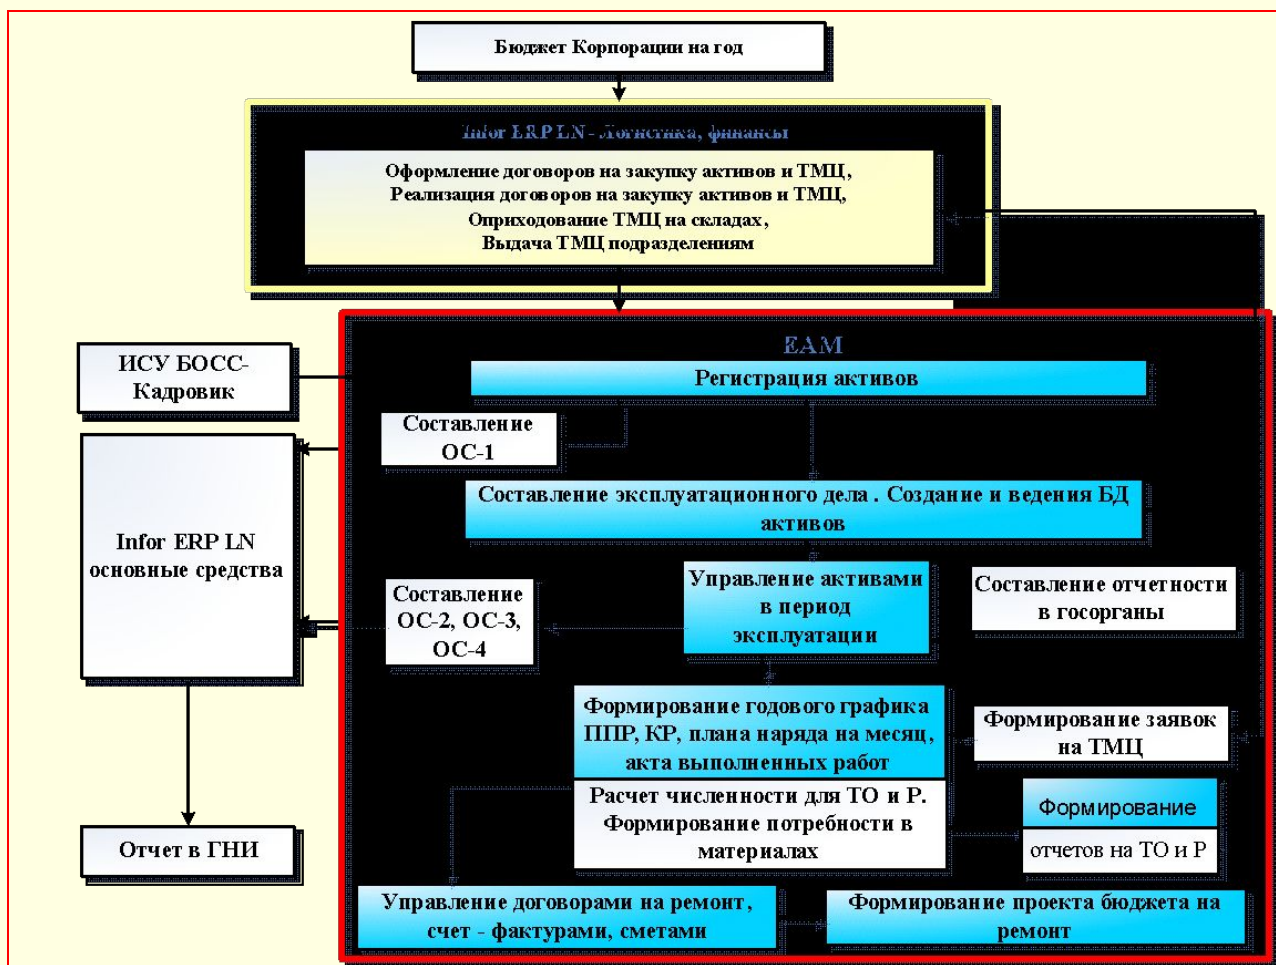 Бюджет Корпорации на год
Infor ERP LN - Логистика, финансы
Оформление договоров на закупку активов и ТМЦ,
Реализация договоров на закупку активов и ТМЦ,
Оприходование ТМЦ на складах,
Выдача ТМЦ подразделениям
EAM
ИСУ БОСС-
Кадровик
Регистрация активов
Составление
ОС-1
Составление эксплуатационного дела . Создание и ведения БД
активов
Infor ERP LN
основные средства
Управление активами
в период
эксплуатации
Составление отчетности
в госорганы
Составление
ОС-2, ОС-3,
ОС-4
Формирование годового графика
ППР, КР, плана наряда на месяц,
акта выполненных работ
Формирование заявок
на ТМЦ
Расчет численности для ТО и Р.
Формирование потребности в
материалах
Формирование
отчетов на ТО и Р
Отчет в ГНИ
Управление договорами на ремонт,
счет - фактурами, сметами
Формирование проекта бюджета на
ремонт